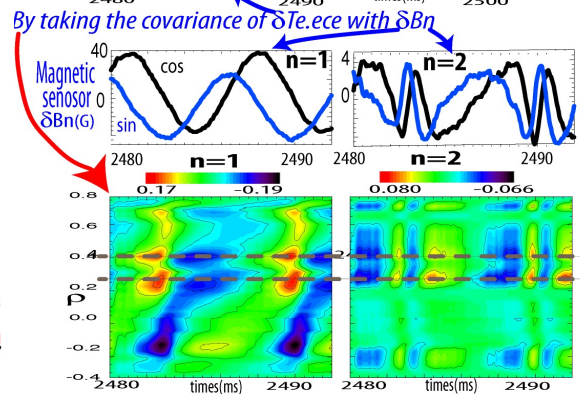 2480 2490 times(ms) 2500
By taking the covariance of δTe.ece with δBn
40 cos n=1 4 n=2
Magnetic
senosor 0 0
δBn(G) sin
2480 2490 2480 2490
n=1 n=2
0.17 -0.19 0.080 -0.066
0.8
0.6
0.4
0.2
ρ
0.0
-0.2
-0.4
2480 2490 2480 2490
times(ms) times(ms)